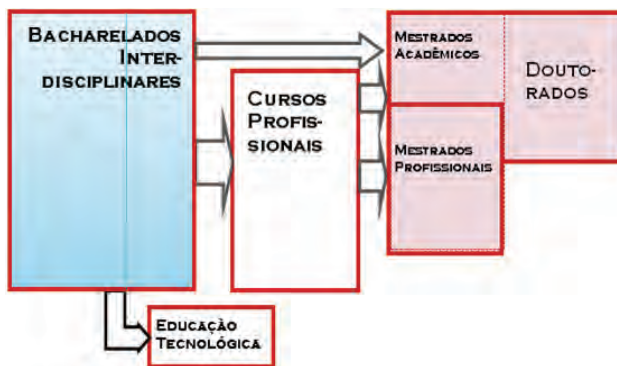 BACHARELADOS
INTER-
DISCIPLINARES
CURSOS
PROFIS-
SIONAIS
MESTRADOS
ACADÊMICOS
DOUTO-
RADOS
MESTRADOS
PROFISSIONAIS
EDUCAÇÃO
TECNOLÓGICA